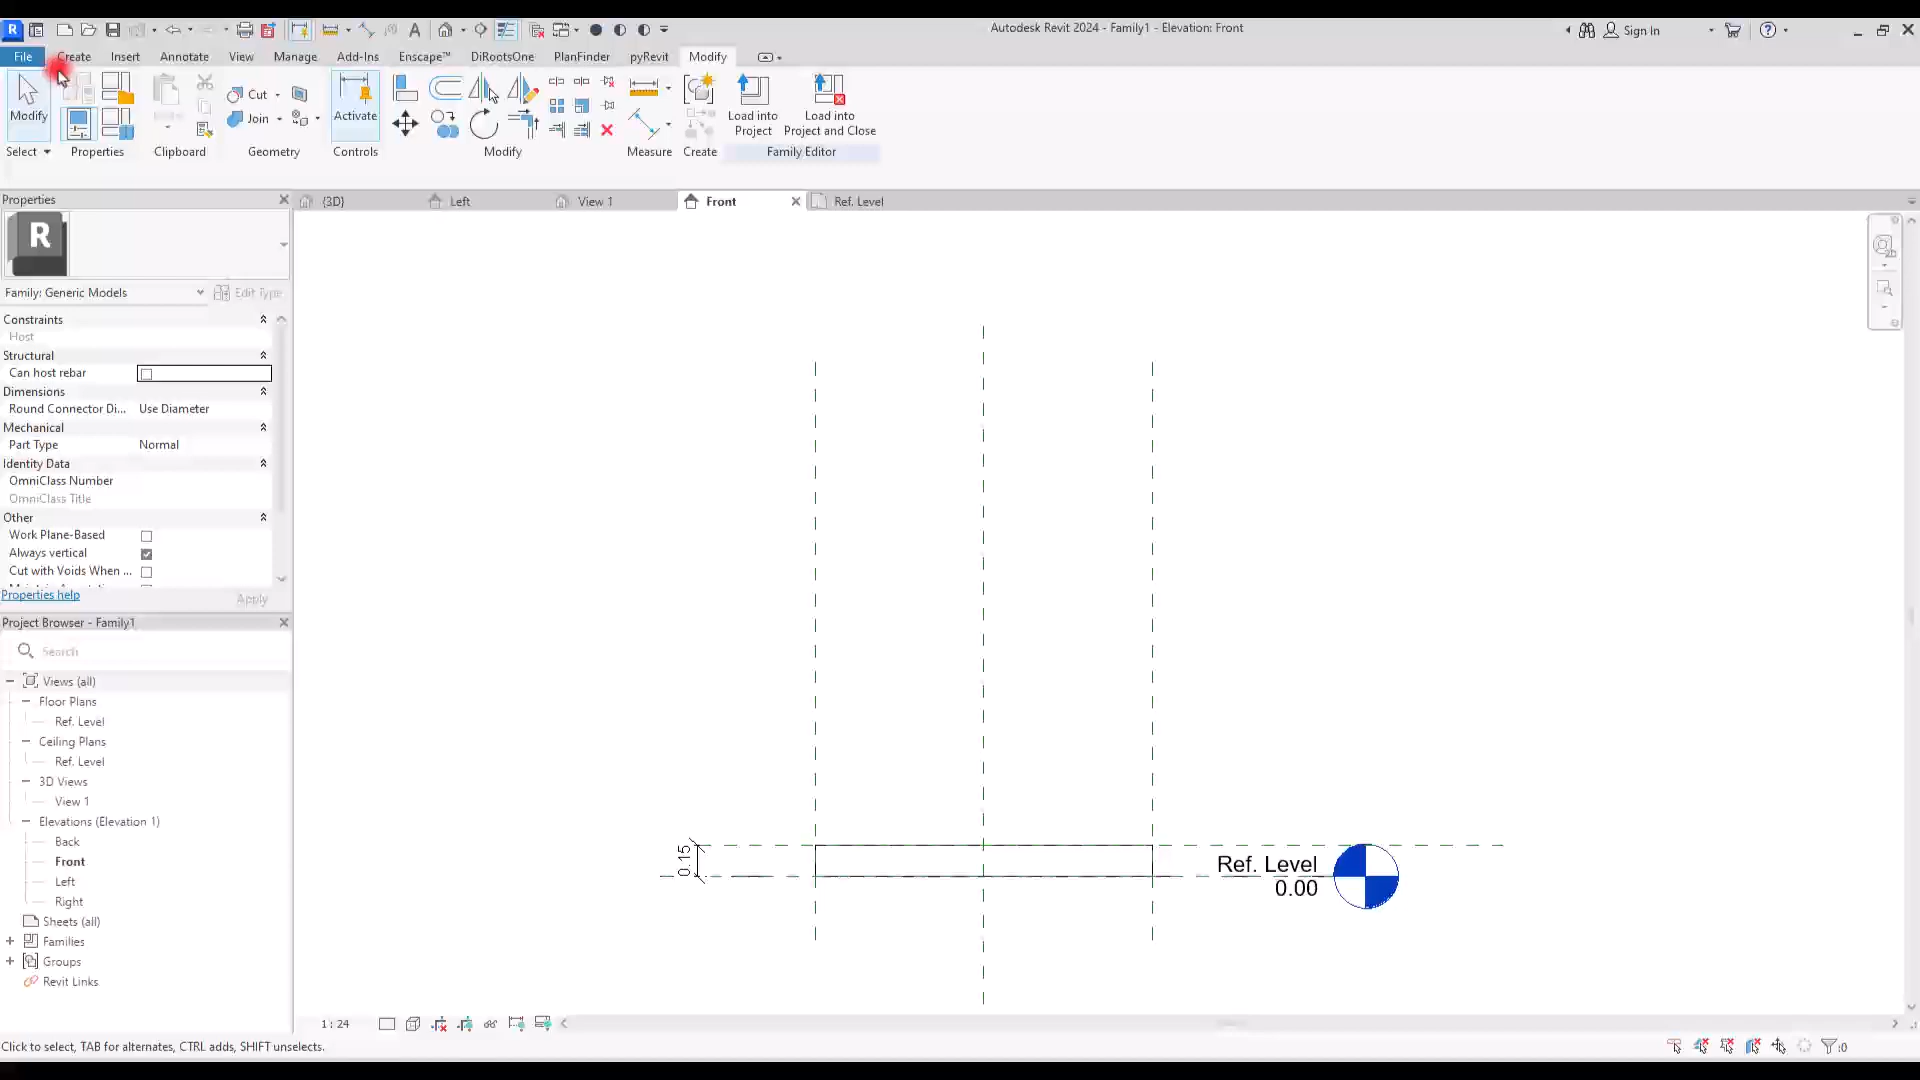 R
Autodesk Revit 2024 - Family1 - Elevation: Front
Sign In
File
Create
Insert
Annotate
View
Manage
Add-Ins
Enscape™
DiRootsOne
PlanFinder
pyRevit
Modify
Modify
Paste
Cut
Join
Activate
Load into
Project
Load into
Project and Close
Select
Properties
Clipboard
Geometry
Controls
Modify
Measure
Create
Family Editor
Properties
{3D}
Left
View 1
Front
Ref. Level
R
Family: Generic Models
Edit Type
Constraints
Host
Structural
Can host rebar
Dimensions
Round Connector Di...
Use Diameter
Mechanical
Part Type
Normal
Identity Data
OmniClass Number
OmniClass Title
Other
Work Plane-Based
Always vertical
Cut with Voids When ...
Properties help
Apply
Project Browser - Family1
Search
Views (all)
Floor Plans
Ref. Level
Ceiling Plans
Ref. Level
3D Views
View 1
Elevations (Elevation 1)
Back
Front
Left
Right
Sheets (all)
Families
Groups
Revit Links
0.15
Ref. Level
0.00
1 : 24
Click to select, TAB for alternates, CTRL adds, SHIFT unselects.
:0